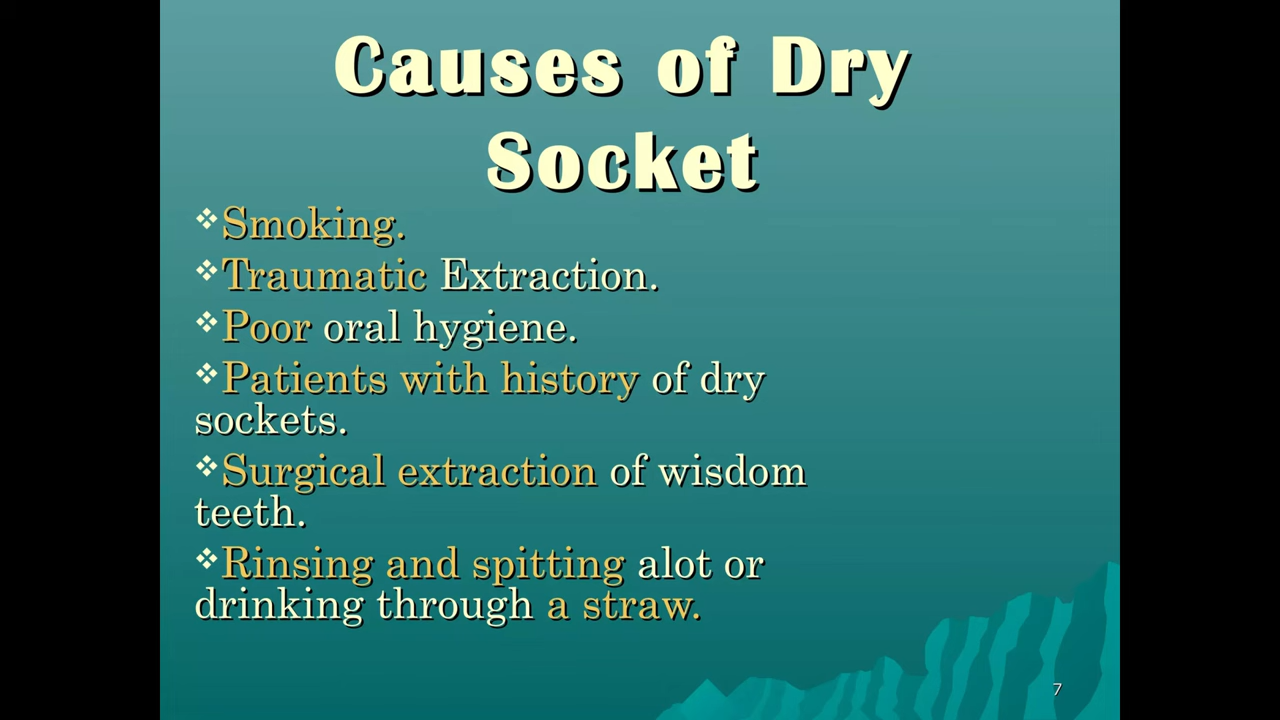 Causes of Dry
Socket
❖Smoking.
❖Traumatic Extraction.
❖Poor oral hygiene.
❖Patients with history of dry
sockets.
❖Surgical extraction of wisdom
teeth.
❖Rinsing and spitting alot or
drinking through a straw.
7